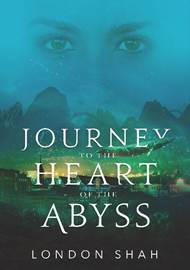 JOURNEY
TO THE
HEART
OF THE
ABYSS
LONDON SHAH